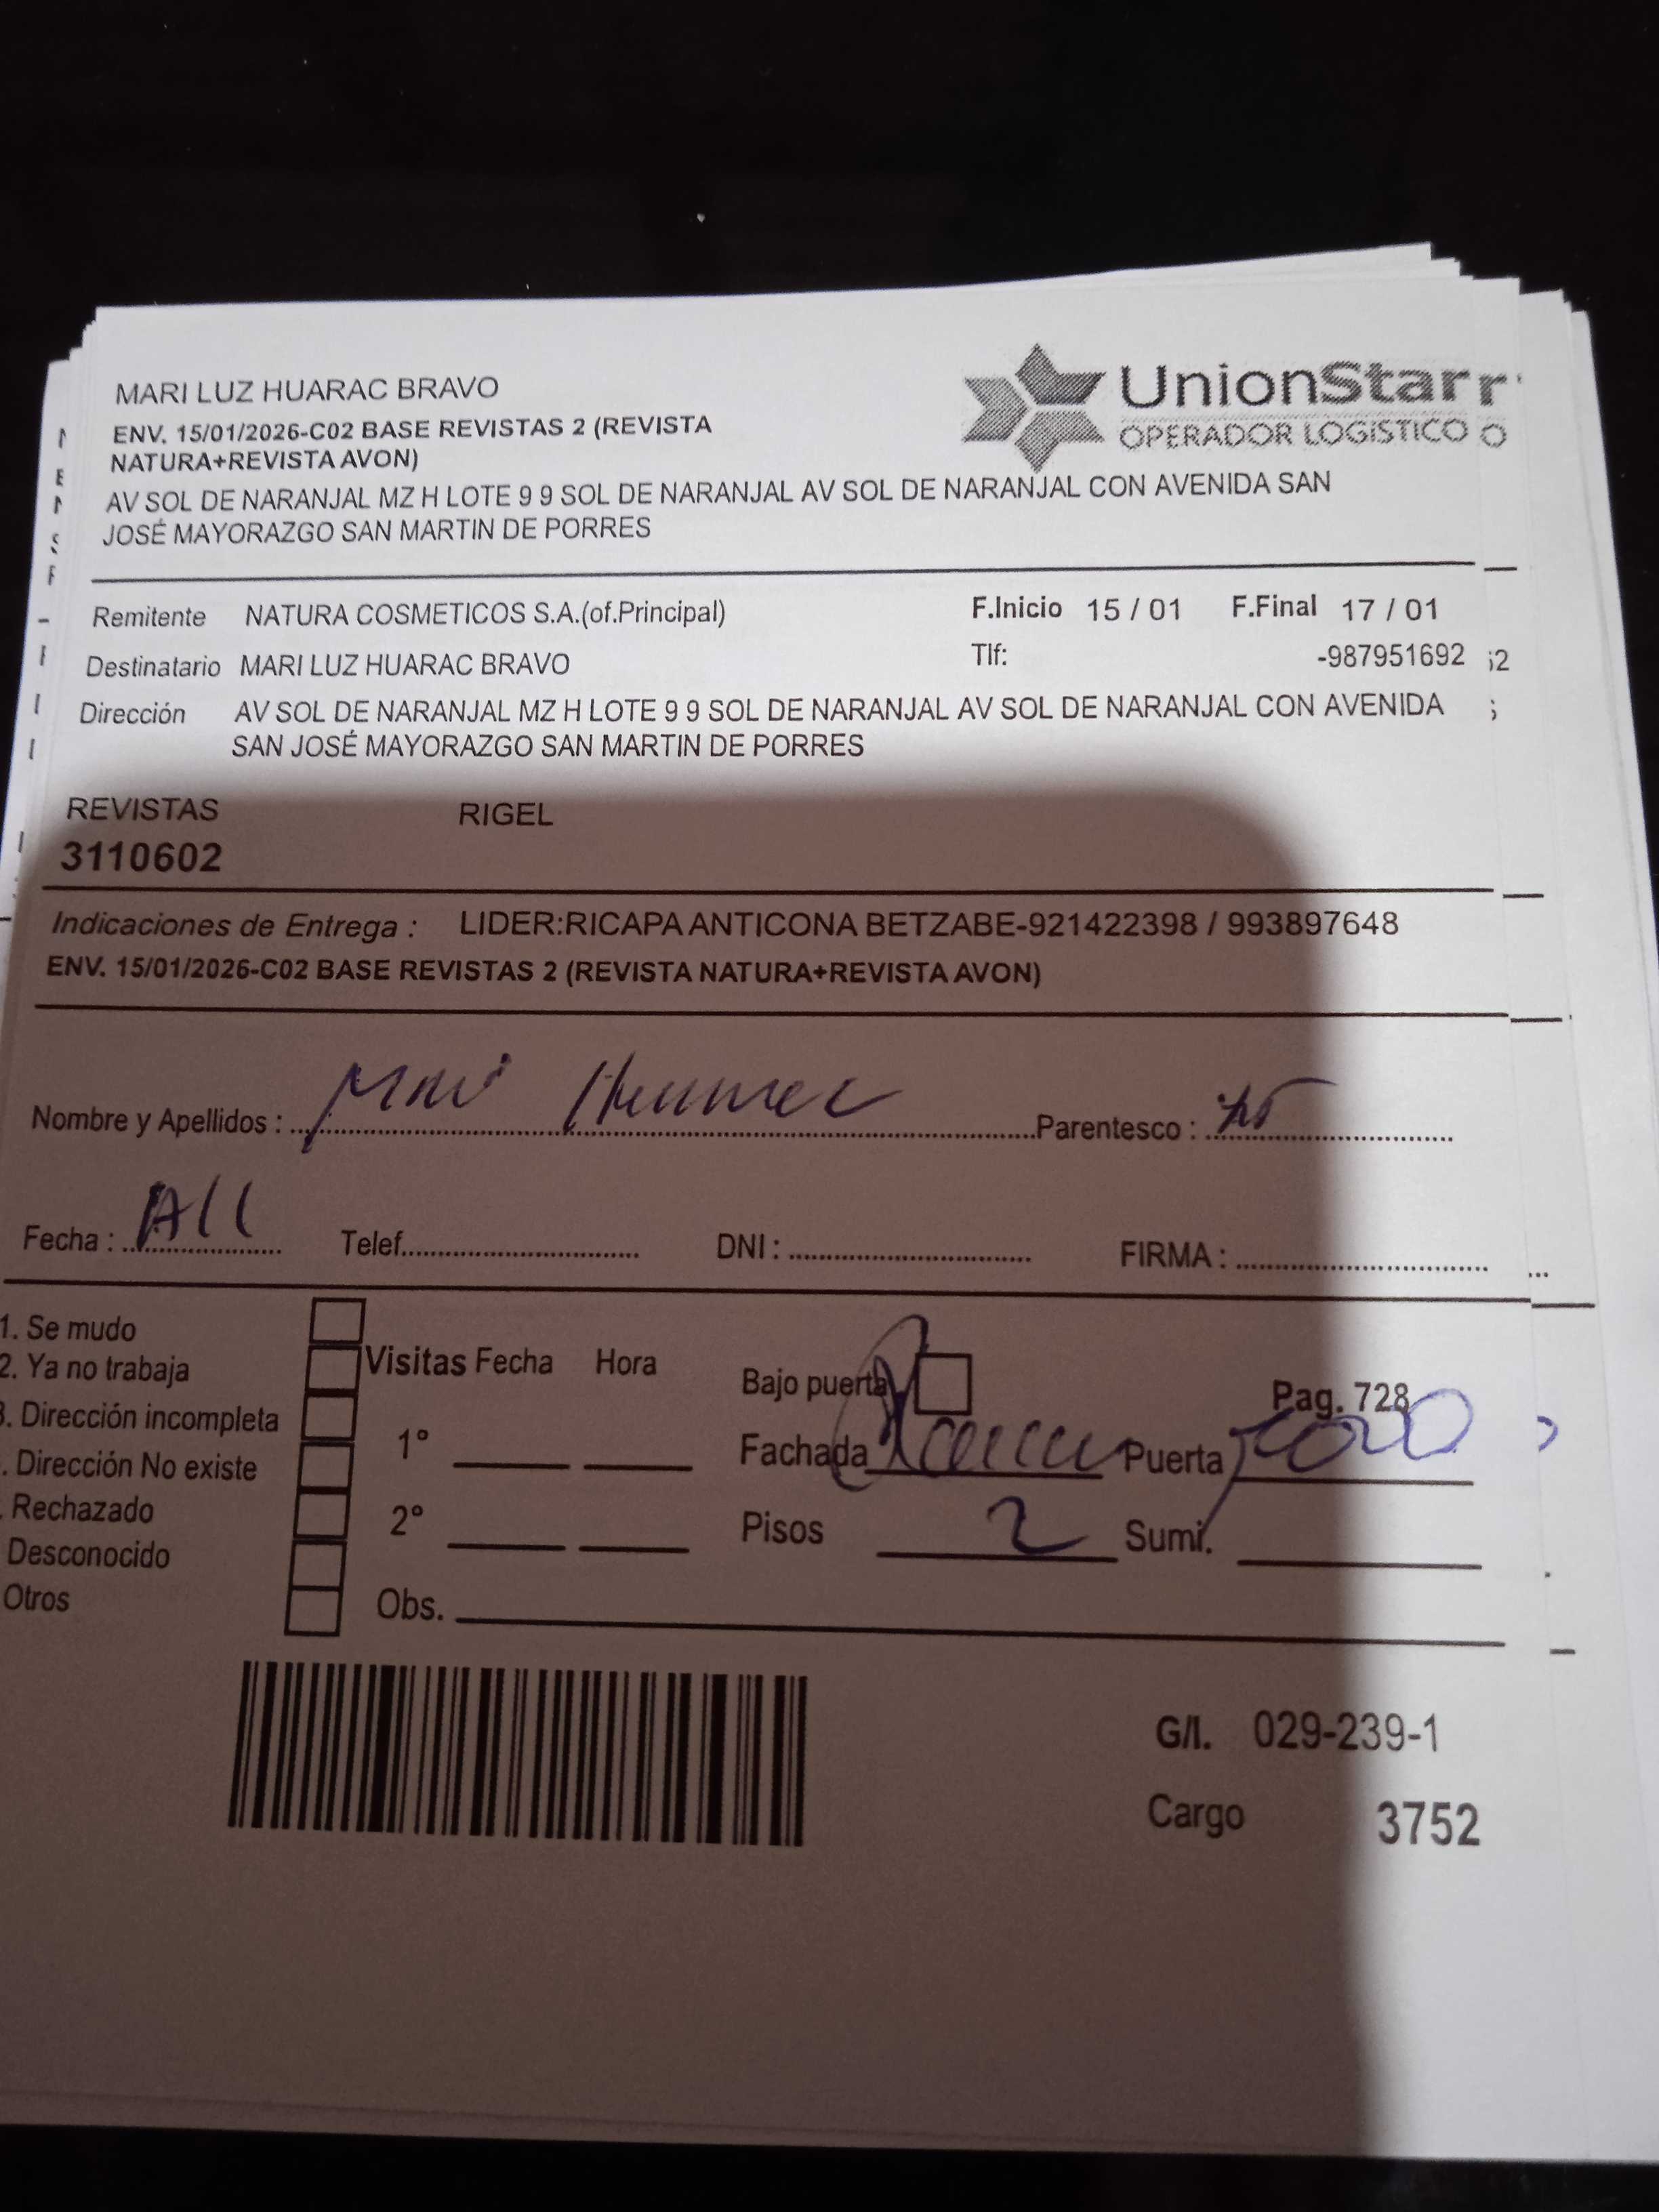 MARI LUZ HUARAC BRAVO
ENV. 15/01/2026-C02 BASE REVISTAS 2 (REVISTA
NATURA+REVISTA AVON)
AV SOL DE NARANJAL MZ H LOTE 9 9 SOL DE NARANJAL AV SOL DE NARANJAL CON AVENIDA SAN
JOSÉ MAYORAZGO SAN MARTIN DE PORRES
UnionStar
OPERADOR LOGÍSTICO
Remitente NATURA COSMETICOS S.A.(of.Principal) F.Inicio 15 / 01 F.Final 17 / 01
Destinatario MARI LUZ HUARAC BRAVO Tlf: -987951692
Dirección AV SOL DE NARANJAL MZ H LOTE 9 9 SOL DE NARANJAL AV SOL DE NARANJAL CON AVENIDA
SAN JOSÉ MAYORAZGO SAN MARTIN DE PORRES
REVISTAS RIGEL
3110602
Indicaciones de Entrega : LIDER:RICAPA ANTICONA BETZABE-921422398 / 993897648
ENV. 15/01/2026-C02 BASE REVISTAS 2 (REVISTA NATURA+REVISTA AVON)
Nombre y Apellidos : Parentesco :
Fecha : Telef. DNI : FIRMA :
1. Se mudo
2. Ya no trabaja
3. Dirección incompleta
. Dirección No existe
. Rechazado
Desconocido
Otros
Visitas Fecha Hora
1°
2°
Obs.
Bajo puerta Pag. 728
Fachada Puerta
Pisos 2 Sumi.
G/I. 029-239-1
Cargo 3752